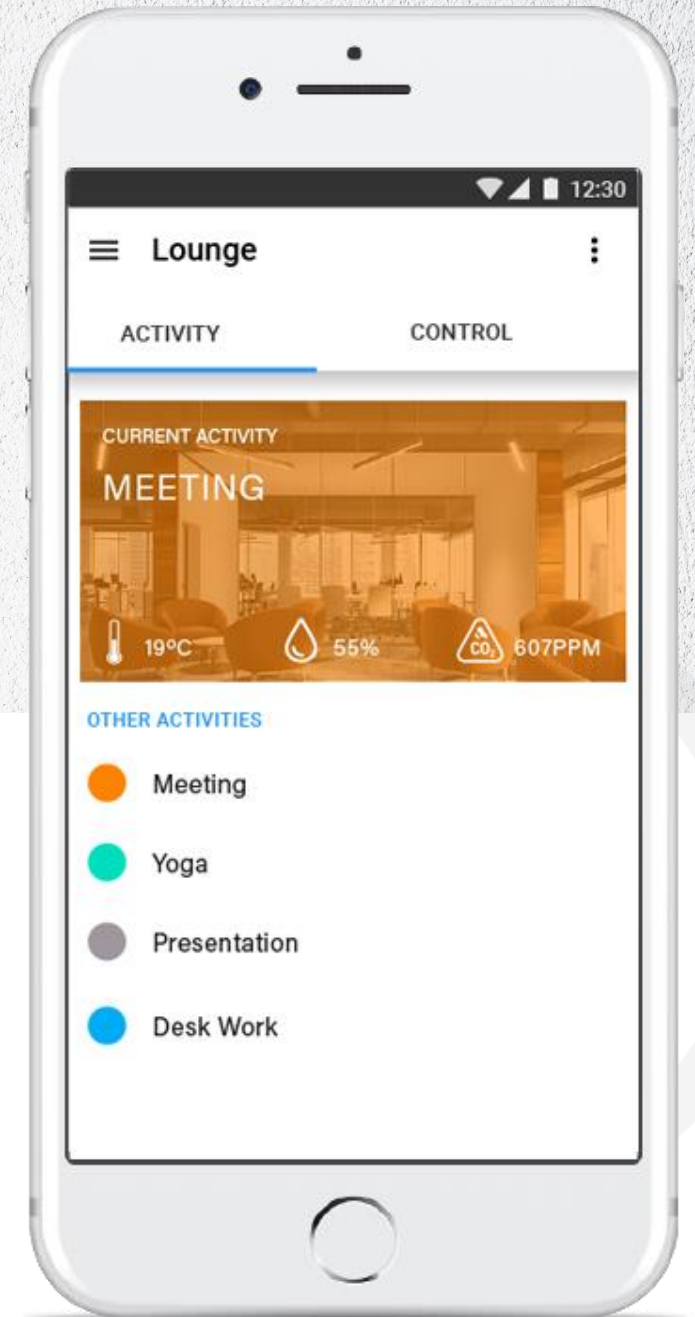 12:30
Lounge
ACTIVITY CONTROL
CURRENT ACTIVITY
MEETING
19ºC 55% CO₂ 607PPM
OTHER ACTIVITIES
Meeting
Yoga
Presentation
Desk Work